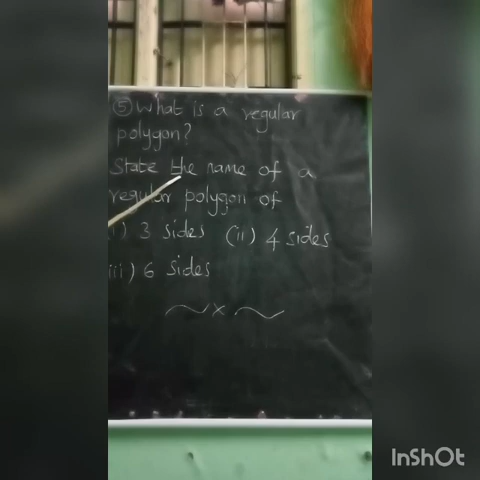 ⑤ What is a regular
polygon?
State the name of a
regular polygon of
(i) 3 sides (ii) 4 sides
(iii) 6 sides
~x~
InShOt